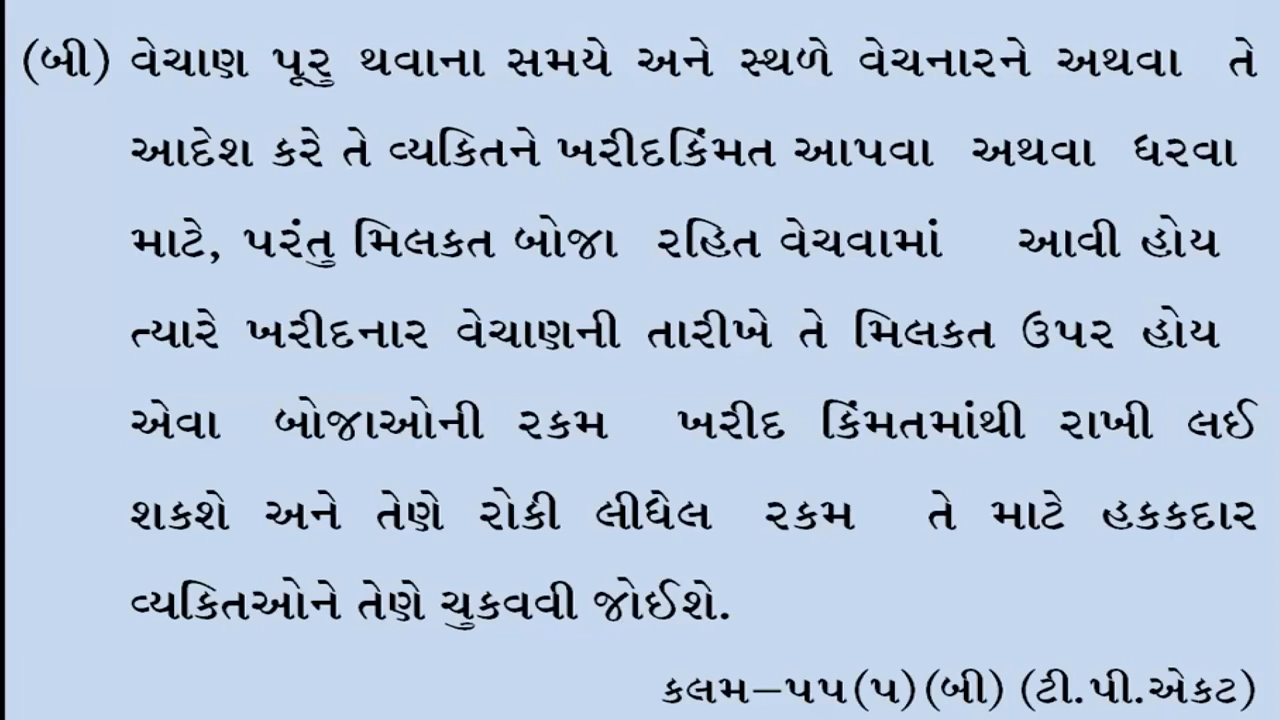 (બી) વેચાણ પૂરુ થવાના સમયે અને સ્થળે વેચનારને અથવા તે
આદેશ કરે તે વ્યકિતને ખરીદકિંમત આપવા અથવા ધરવા
માટે, પરંતુ મિલકત બોજા રહિત વેચવામાં આવી હોય
ત્યારે ખરીદનાર વેચાણની તારીખે તે મિલકત ઉપર હોય
એવા બોજાઓની રકમ ખરીદ કિંમતમાંથી રાખી લઈ
શકશે અને તેણે રોકી લીધેલ રકમ તે માટે હકકદાર
વ્યકિતઓને તેણે ચુકવવી જોઈશે.
કલમ–૫૫(૫)(બી) (ટી.પી.એકટ)